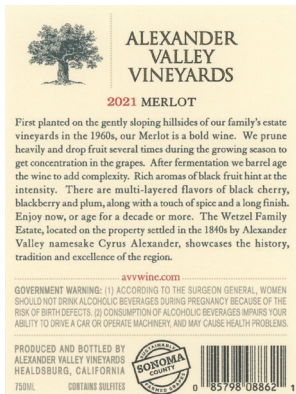 ALEXANDER
VALLEY
VINEYARDS
2021 MERLOT
First planted on the gently sloping hillsides of our family's estate
vineyards in the 1960s, our Merlot is a bold wine. We prune
heavily and drop fruit several times during the growing season to
get concentration in the grapes. After fermentation we barrel age
the wine to add complexity. Rich aromas of black fruit hint at the
intensity. There are multi-layered flavors of black cherry,
blackberry and plum, along with a touch of spice and a long finish.
Enjoy now, or age for a decade or more. The Wetzel Family
Estate, located on the property settled in the 1840s by Alexander
Valley namesake Cyrus Alexander, showcases the history,
tradition and excellence of the region.
avvwine.com
GOVERNMENT WARNING: (1) ACCORDING TO THE SURGEON GENERAL, WOMEN
SHOULD NOT DRINK ALCOHOLIC BEVERAGES DURING PREGNANCY BECAUSE OF THE
RISK OF BIRTH DEFECTS. (2) CONSUMPTION OF ALCOHOLIC BEVERAGES IMPAIRS YOUR
ABILITY TO DRIVE A CAR OR OPERATE MACHINERY, AND MAY CAUSE HEALTH PROBLEMS.
PRODUCED AND BOTTLED BY
ALEXANDER VALLEY VINEYARDS
HEALDSBURG, CALIFORNIA
750ML CONTAINS SULFITES
SUSTAINABLY
SONOMA
COUNTY
FARMED GRAPES
0 85798 08862 1